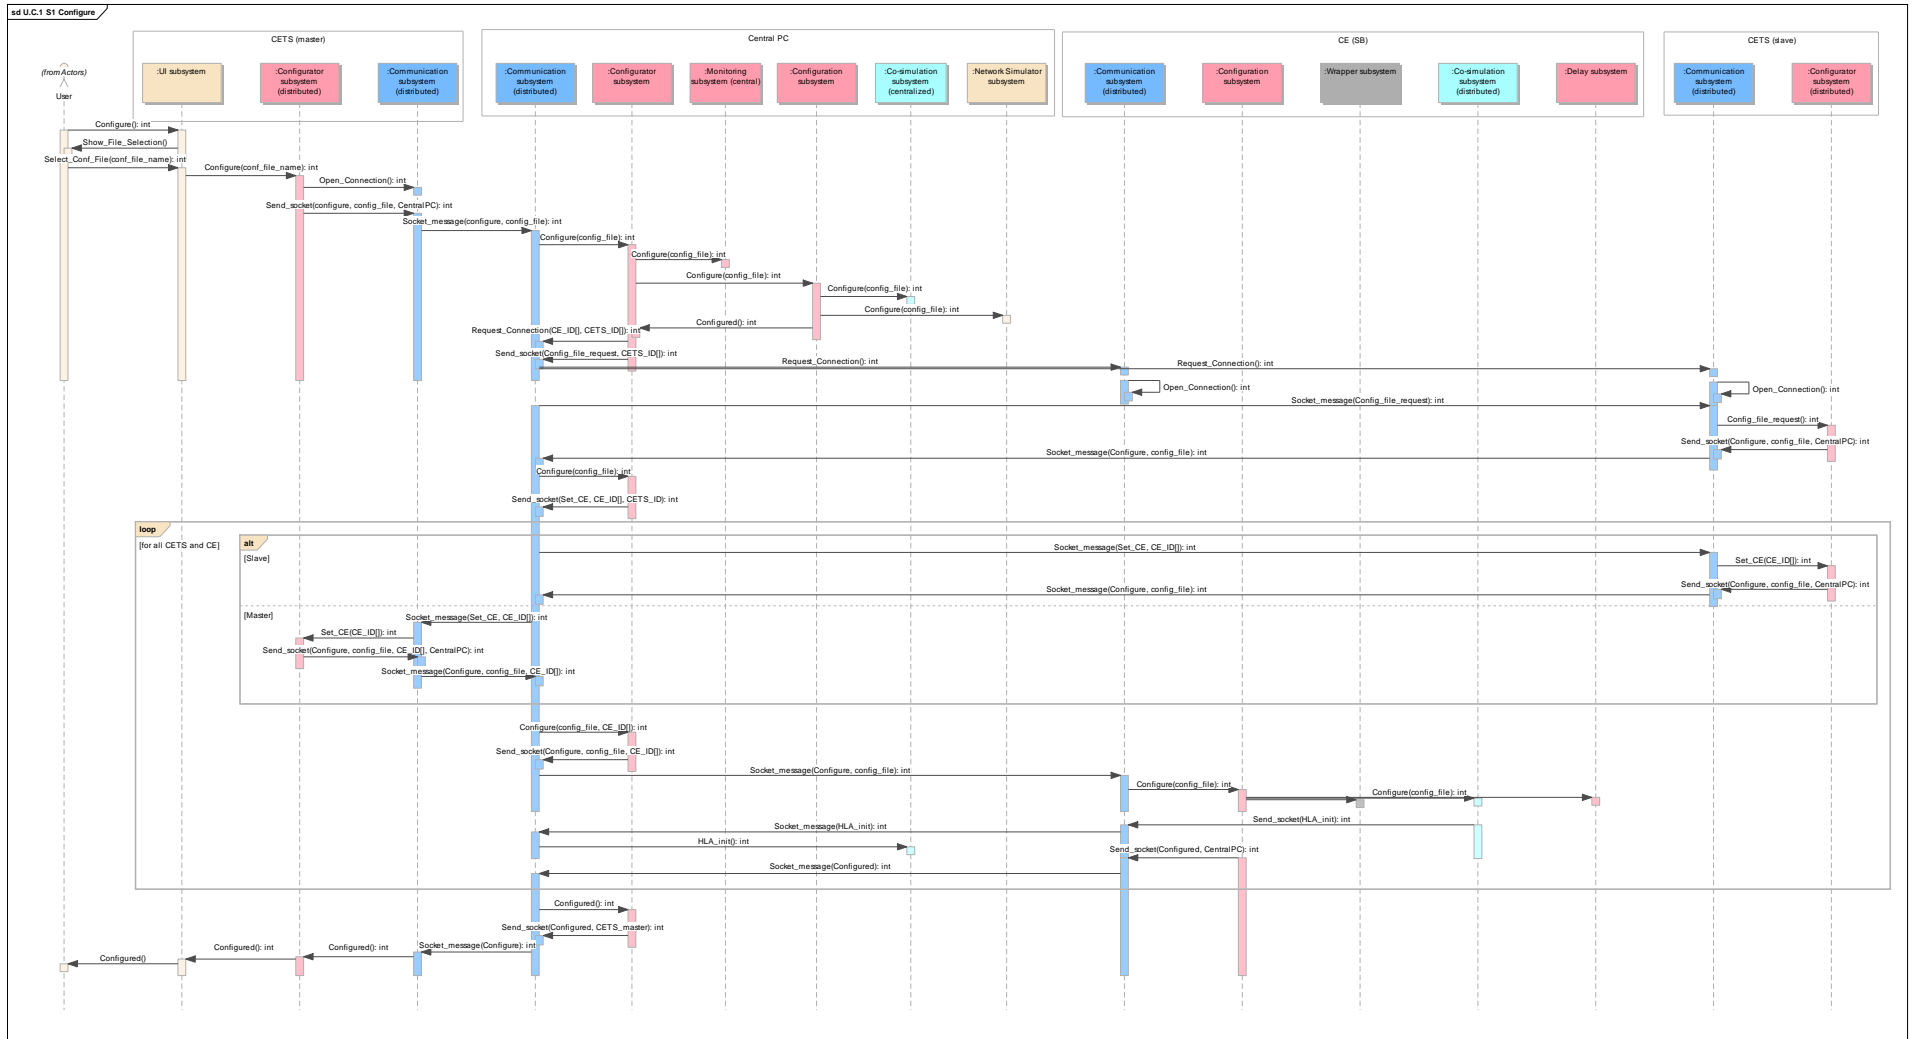 sd U.C.1 S1 Configure
CETS (master)
Central PC
CE (SB)
CETS (slave)
(from Actors)
User
:UI subsystem
:Configurator
subsystem
(distributed)
:Communication
subsystem
(distributed)
:Communication
subsystem
(distributed)
:Configurator
subsystem
:Monitoring
subsystem (central)
:Configuration
subsystem
:Co-simulation
subsystem
(centralized)
:Network Simulator
subsystem
:Communication
subsystem
(distributed)
:Configuration
subsystem
:Wrapper subsystem
:Co-simulation
subsystem
(distributed)
:Delay subsystem
:Communication
subsystem
(distributed)
:Configurator
subsystem
(distributed)
Configure(): int
Show_File_Selection()
Select_Conf_File(conf_file_name): int
Configure(conf_file_name): int
Open_Connection(): int
Send_socket(configure, config_file, CentralPC): int
Socket_message(configure, config_file): int
Configure(config_file): int
Configure(config_file): int
Configure(config_file): int
Configure(config_file): int
Configure(config_file): int
Configured(): int
Request_Connection(CE_ID[], CETS_ID[]): int
Send_socket(Config_file_request, CETS_ID[]): int
Request_Connection(): int
Request_Connection(): int
Open_Connection(): int
Open_Connection(): int
Socket_message(Config_file_request): int
Config_file_request(): int
Send_socket(Configure, config_file, CentralPC): int
Socket_message(Configure, config_file): int
Configure(config_file): int
Send_socket(Set_CE, CE_ID[], CETS_ID): int
loop
[for all CETS and CE]
alt
[Slave]
Socket_message(Set_CE, CE_ID[]): int
Set_CE(CE_ID[]): int
Send_socket(Configure, config_file, CentralPC): int
Socket_message(Configure, config_file): int
[Master]
Socket_message(Set_CE, CE_ID[]): int
Set_CE(CE_ID[]): int
Send_socket(Configure, config_file, CE_ID[], CentralPC): int
Socket_message(Configure, config_file, CE_ID[]): int
Configure(config_file, CE_ID[]): int
Send_socket(Configure, config_file, CE_ID[]): int
Socket_message(Configure, config_file): int
Configure(config_file): int
Configure(config_file): int
Send_socket(HLA_init): int
Socket_message(HLA_init): int
HLA_init(): int
Send_socket(Configured, CentralPC): int
Socket_message(Configured): int
Configured(): int
Send_socket(Configured, CETS_master): int
Socket_message(Configure): int
Configured(): int
Configured(): int
Configured()